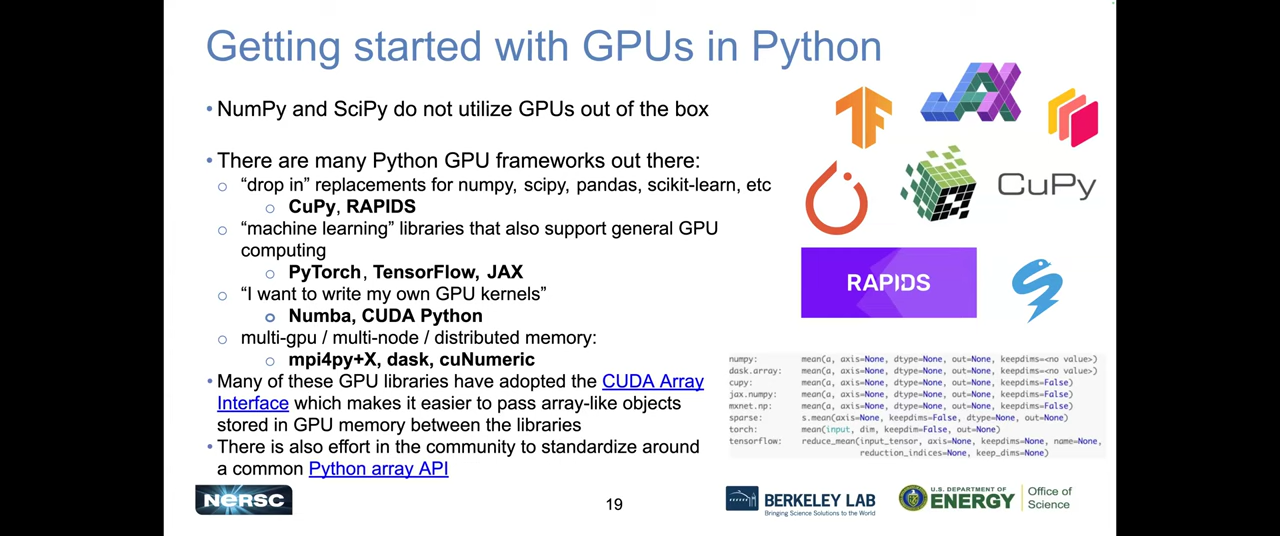 Getting started with GPUs in Python
• NumPy and SciPy do not utilize GPUs out of the box
• There are many Python GPU frameworks out there:
○ “drop in” replacements for numpy, scipy, pandas, scikit-learn, etc
○ CuPy, RAPIDS
○ “machine learning” libraries that also support general GPU
computing
○ PyTorch, TensorFlow, JAX
○ “I want to write my own GPU kernels”
○ Numba, CUDA Python
○ multi-gpu / multi-node / distributed memory:
○ mpi4py+X, dask, cuNumeric
• Many of these GPU libraries have adopted the CUDA Array
Interface which makes it easier to pass array-like objects
stored in GPU memory between the libraries
• There is also effort in the community to standardize around
a common Python array API
JAX
CuPy
RAPIDS
numpy: mean(a, axis=None, dtype=None, out=None, keepdims=<no value>)
dask.array: mean(a, axis=None, dtype=None, out=None, keepdims=<no value>)
cupy: mean(a, axis=None, dtype=None, out=None, keepdims=False)
jax.numpy: mean(a, axis=None, dtype=None, out=None, keepdims=False)
mxnet.np: mean(a, axis=None, dtype=None, out=None, keepdims=False)
sparse: s.mean(axis=None, keepdims=False, dtype=None, out=None)
torch: mean(input, dim, keepdim=False, out=None)
tensorflow: reduce_mean(input_tensor, axis=None, keepdims=None, name=None,
reduction_indices=None, keep_dims=None)
NERSC
19
BERKELEY LAB
Bringing Science Solutions to the World
U.S. DEPARTMENT OF
ENERGY
Office of
Science